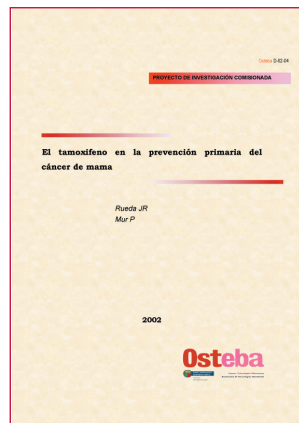 Osteba D-02-04
PROYECTO DE INVESTIGACIÓN COMISIONADA
El tamoxifeno en la prevención primaria del
cáncer de mama
Rueda JR
Mur P
2002
Osteba